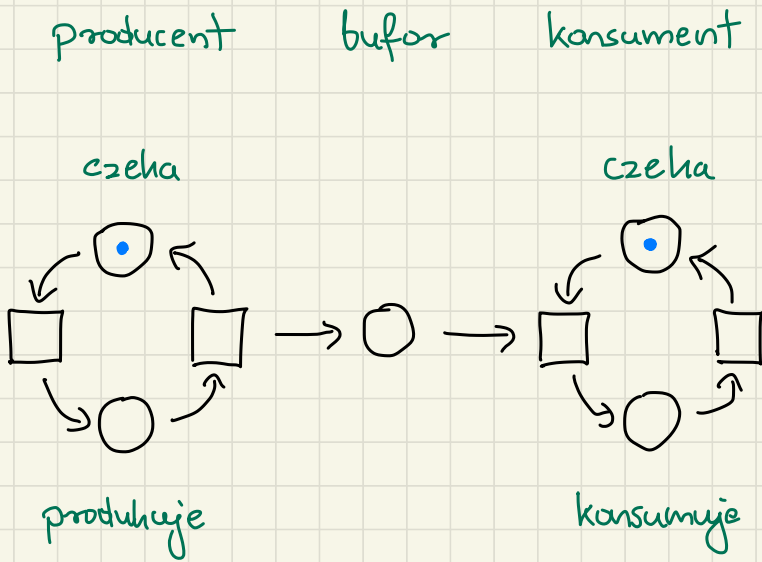 producent bufor konsument
czeka czeka
produkuje konsumuje